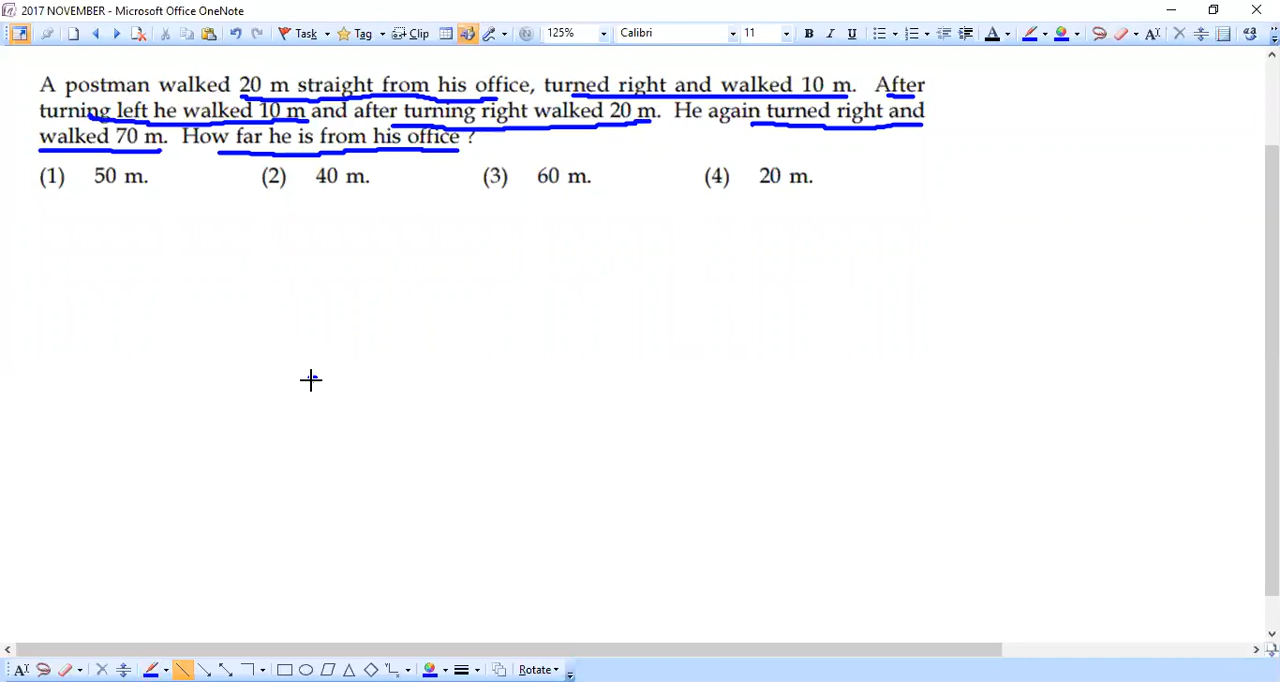 2017 NOVEMBER - Microsoft Office OneNote
Task Tag Clip 125% Calibri 11 B I U A
A postman walked 20 m straight from his office, turned right and walked 10 m. After
turning left he walked 10 m and after turning right walked 20 m. He again turned right and
walked 70 m. How far he is from his office ?
(1) 50 m. (2) 40 m. (3) 60 m. (4) 20 m.
Rotate